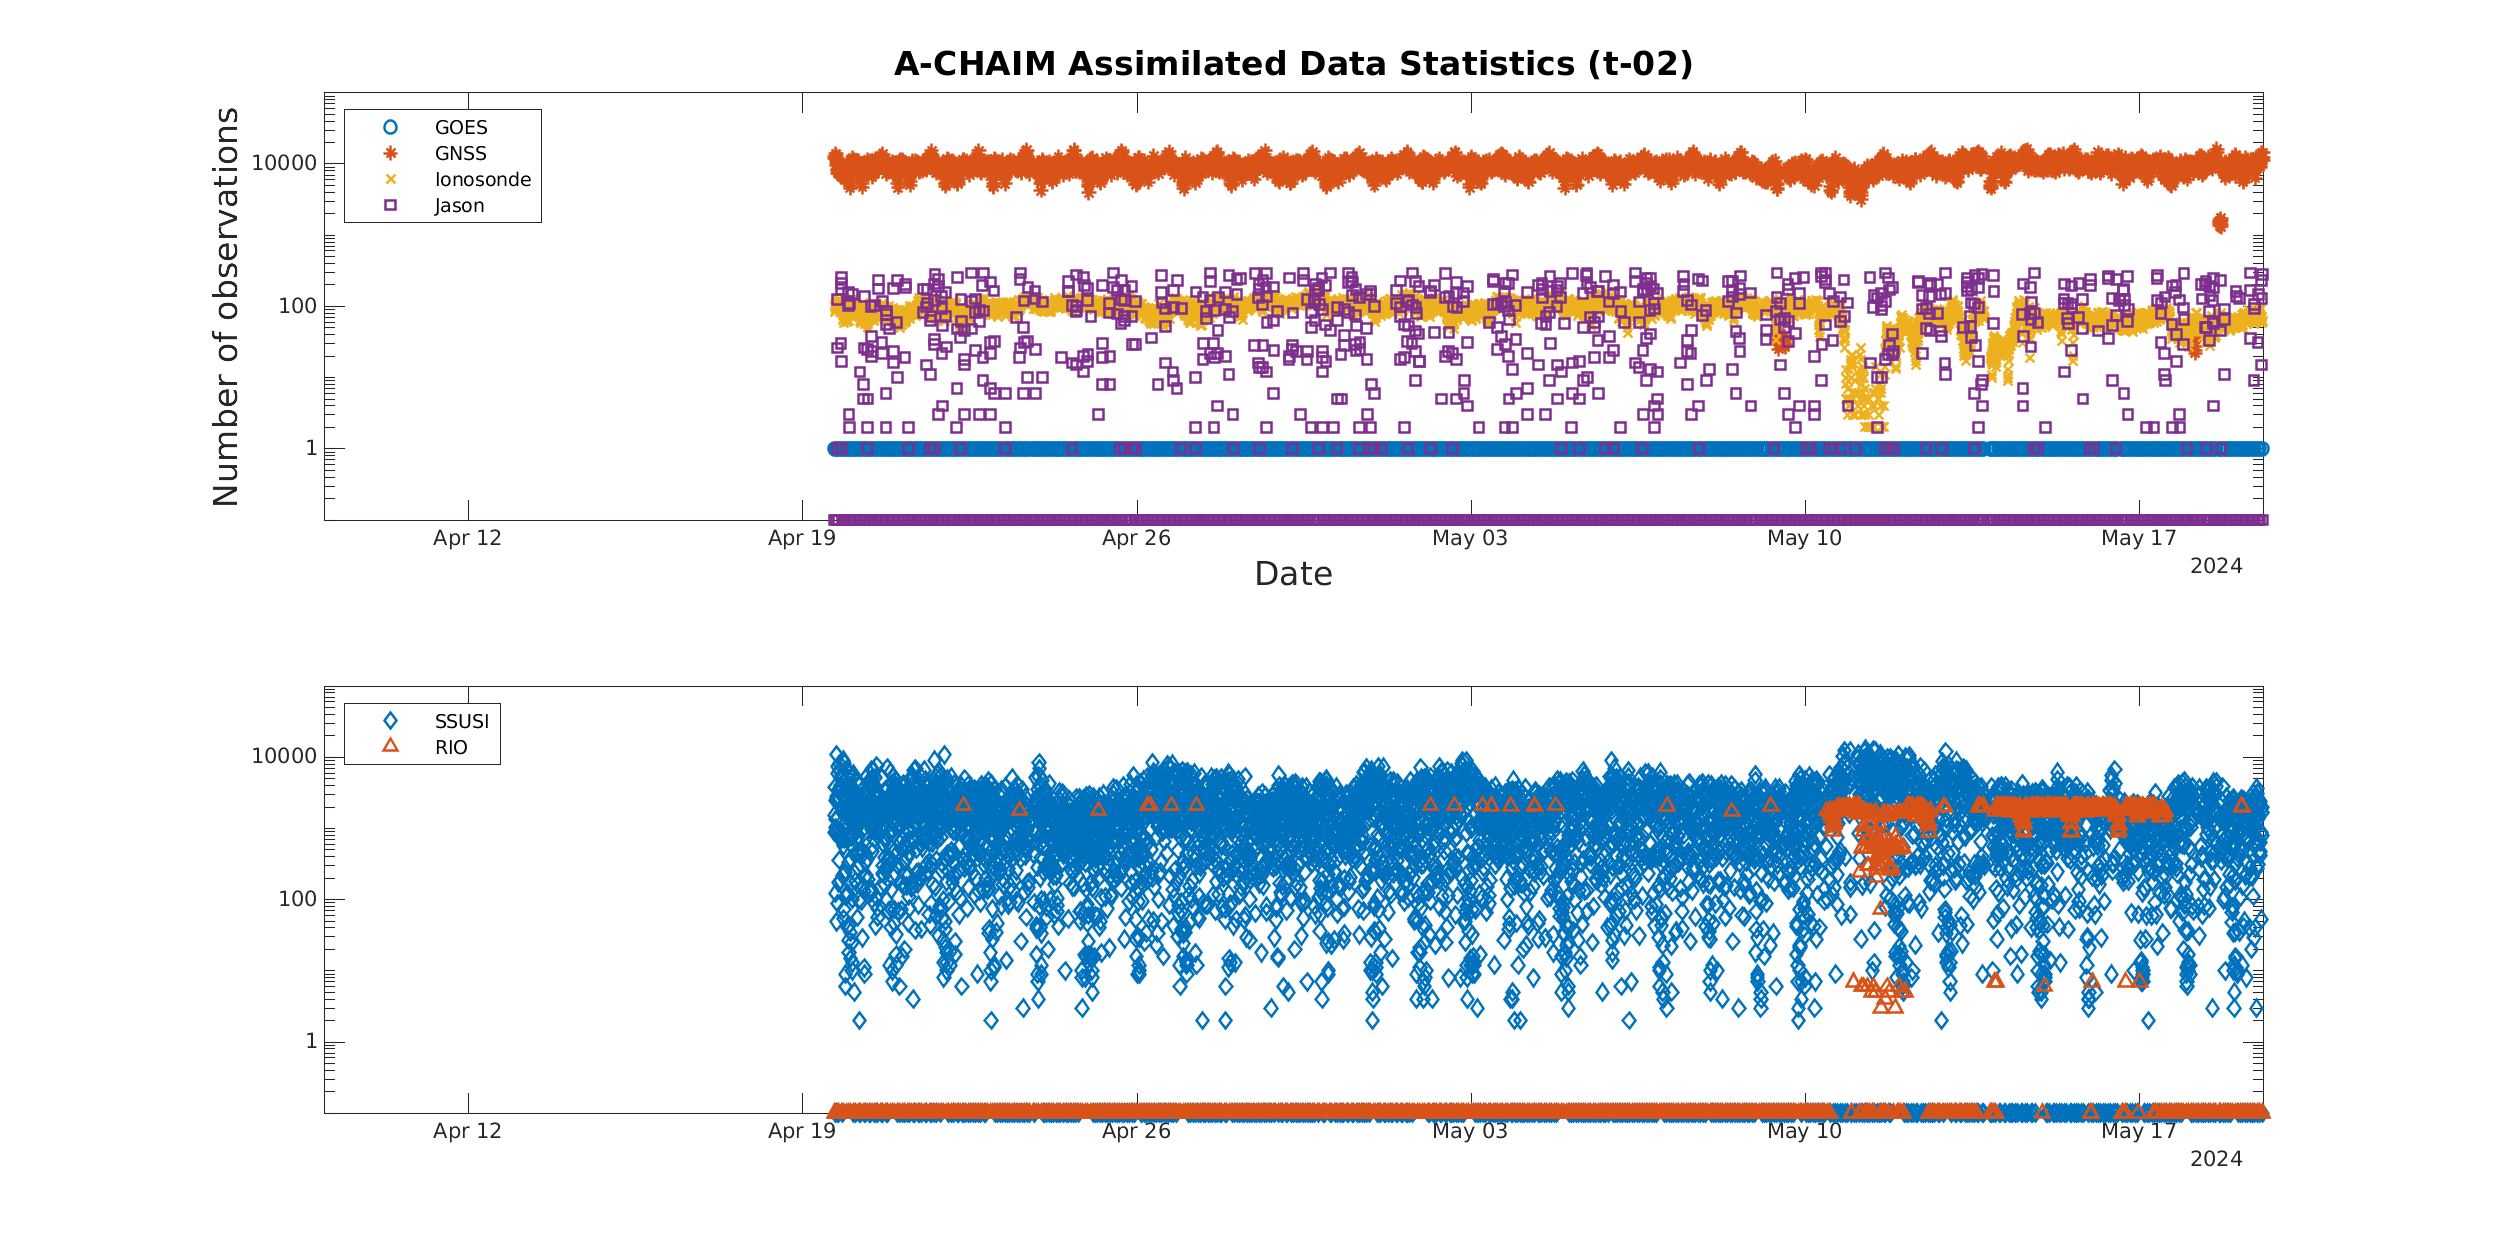 A-CHAIM Assimilated Data Statistics (t-02)
Number of observations
GOES
GNSS
Ionosonde
Jason
10000
100
1
Apr 12 Apr 19 Apr 26 May 03 May 10 May 17
2024
Date
SSUSI
RIO
10000
100
1
Apr 12 Apr 19 Apr 26 May 03 May 10 May 17
2024